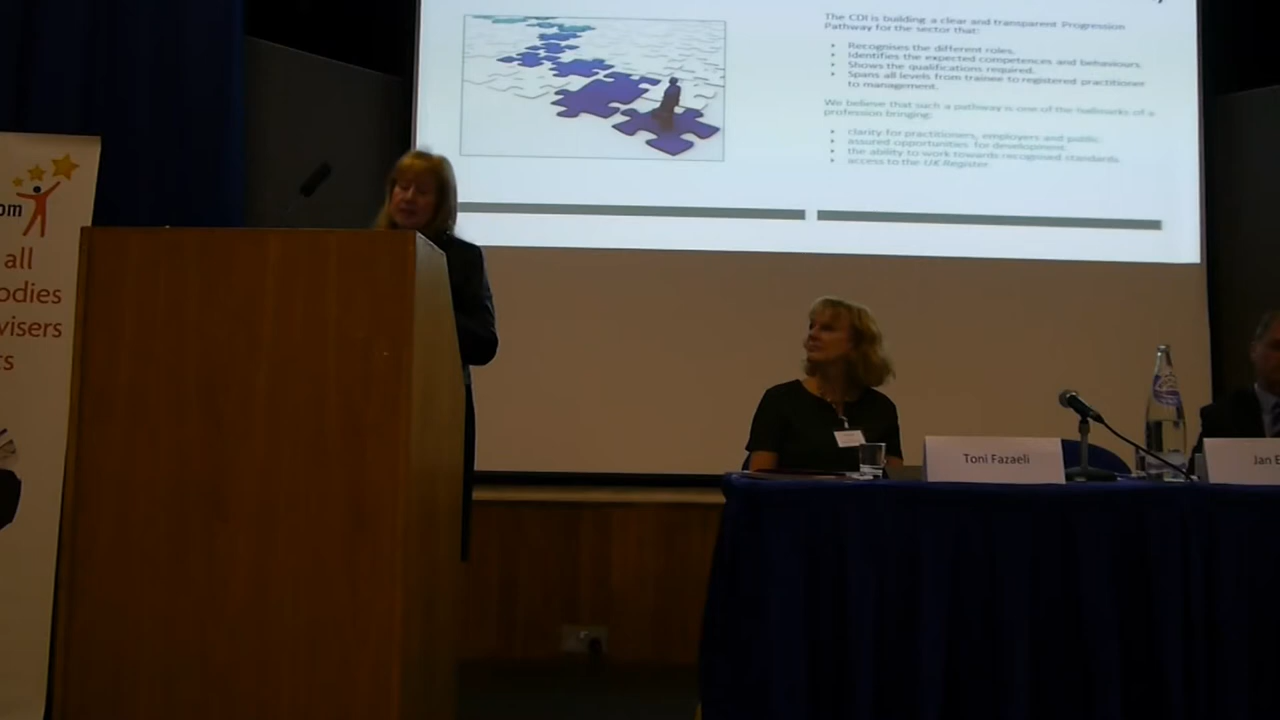 The CDI is building a clear and transparent Progression
Pathway for the sector that:
• Recognises the different roles.
• Identifies the expected competences and behaviours.
• Shows the qualifications required.
• Spans all levels from trainee to registered practitioner
to management.
We believe that such a pathway is one of the hallmarks of a
profession bringing:
• clarity for practitioners, employers and public.
• assured opportunities for development.
• the ability to work towards recognised standards.
• access to the UK Register
om
all
odies
visers
ts
Toni Fazaeli
Jan E